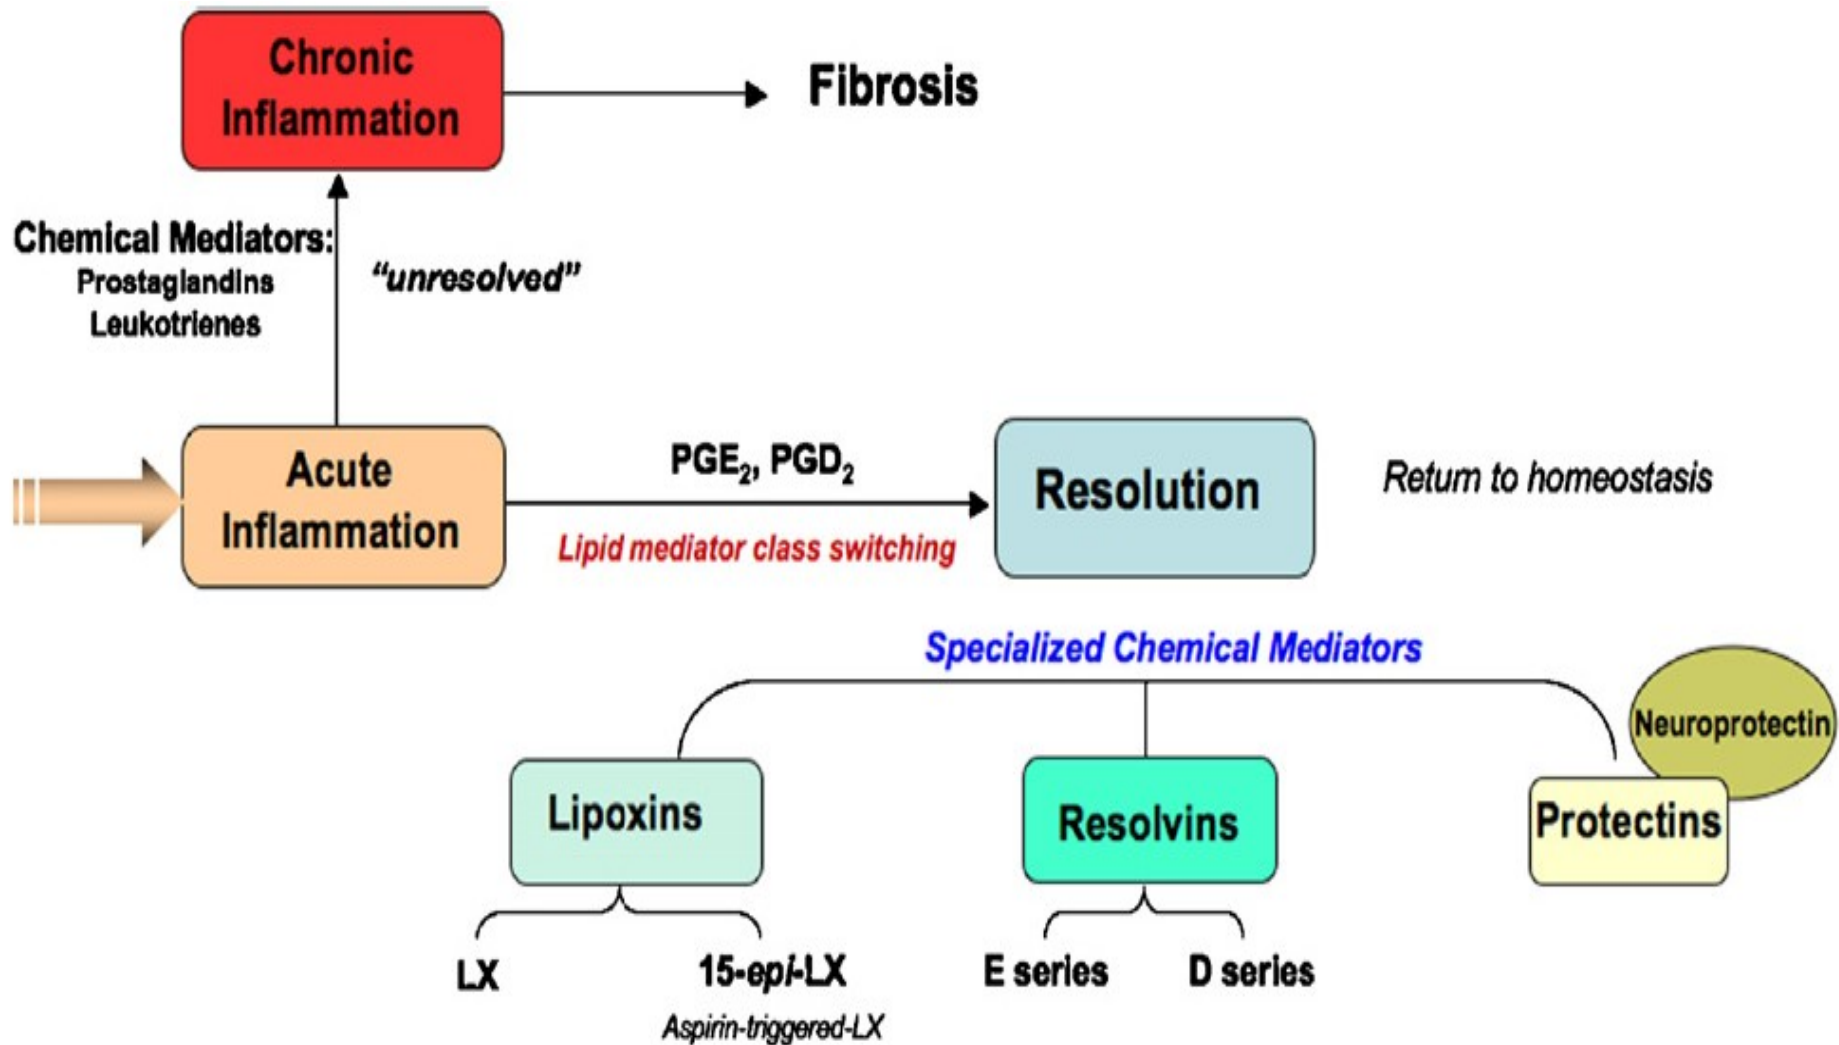 Chronic
Inflammation
Fibrosis
Chemical Mediators:
Prostaglandins
Leukotrienes
“unresolved”
Acute
Inflammation
PGE₂, PGD₂
Lipid mediator class switching
Resolution
Return to homeostasis
Specialized Chemical Mediators
Neuroprotectin
Lipoxins
Resolvins
Protectins
LX
15-epi-LX
Aspirin-triggered-LX
E series
D series